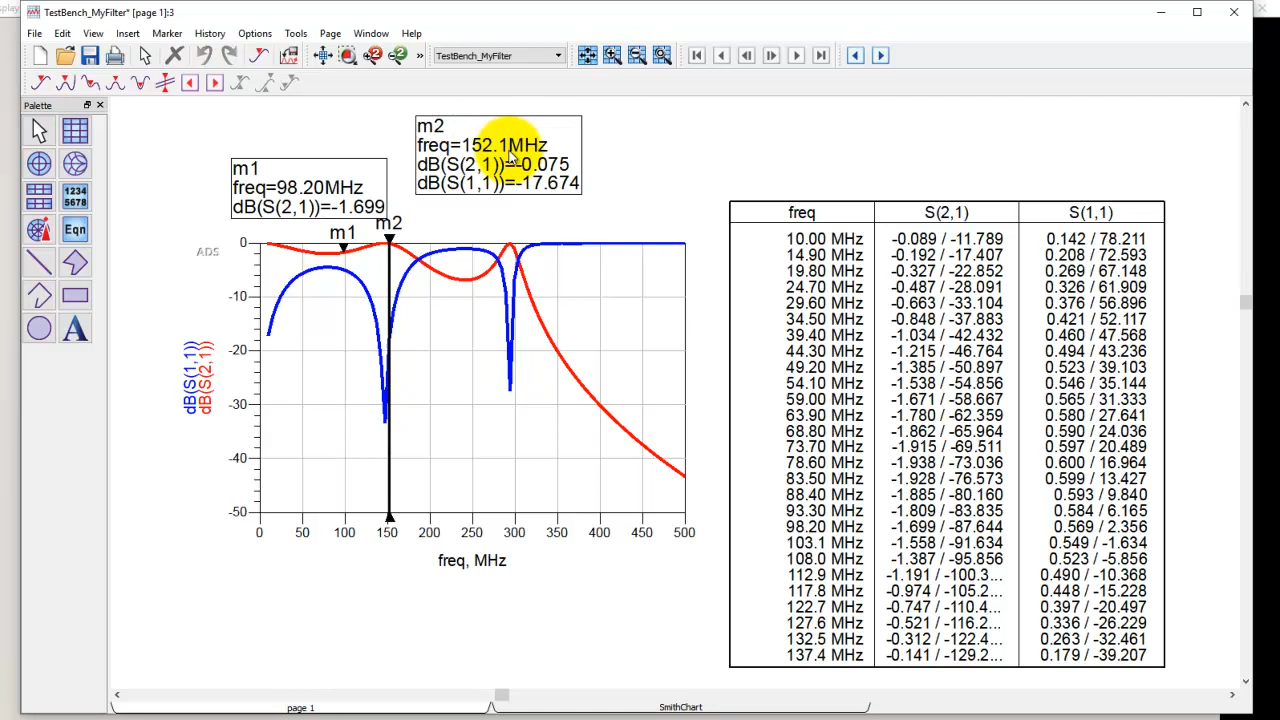 TestBench_MyFilter* [page 1]:3
File Edit View Insert Marker History Options Tools Page Window Help
TestBench_MyFilter
Palette
1234
5678
Eqn
A
m2
freq=152.1MHz
dB(S(2,1))=-0.075
dB(S(1,1))=-17.674
m1
freq=98.20MHz
dB(S(2,1))=-1.699
m1
m2
ADS
0
-10
-20
-30
-40
-50
0 50 100 150 200 250 300 350 400 450 500
freq, MHz
dB(S(1,1))
dB(S(2,1))
freq S(2,1) S(1,1)
10.00 MHz -0.089 / -11.789 0.142 / 78.211
14.90 MHz -0.192 / -17.407 0.208 / 72.593
19.80 MHz -0.327 / -22.852 0.269 / 67.148
24.70 MHz -0.487 / -28.091 0.326 / 61.909
29.60 MHz -0.663 / -33.104 0.376 / 56.896
34.50 MHz -0.848 / -37.883 0.421 / 52.117
39.40 MHz -1.034 / -42.432 0.460 / 47.568
44.30 MHz -1.215 / -46.764 0.494 / 43.236
49.20 MHz -1.385 / -50.897 0.523 / 39.103
54.10 MHz -1.538 / -54.856 0.546 / 35.144
59.00 MHz -1.671 / -58.667 0.565 / 31.333
63.90 MHz -1.780 / -62.359 0.580 / 27.641
68.80 MHz -1.862 / -65.964 0.590 / 24.036
73.70 MHz -1.915 / -69.511 0.597 / 20.489
78.60 MHz -1.938 / -73.036 0.600 / 16.964
83.50 MHz -1.928 / -76.573 0.599 / 13.427
88.40 MHz -1.885 / -80.160 0.593 / 9.840
93.30 MHz -1.809 / -83.835 0.584 / 6.165
98.20 MHz -1.699 / -87.644 0.569 / 2.356
103.1 MHz -1.558 / -91.634 0.549 / -1.634
108.0 MHz -1.387 / -95.856 0.523 / -5.856
112.9 MHz -1.191 / -100.3... 0.490 / -10.368
117.8 MHz -0.974 / -105.2... 0.448 / -15.228
122.7 MHz -0.747 / -110.4... 0.397 / -20.497
127.6 MHz -0.521 / -116.2... 0.336 / -26.229
132.5 MHz -0.312 / -122.4... 0.263 / -32.461
137.4 MHz -0.141 / -129.2... 0.179 / -39.207
page 1 SmithChart